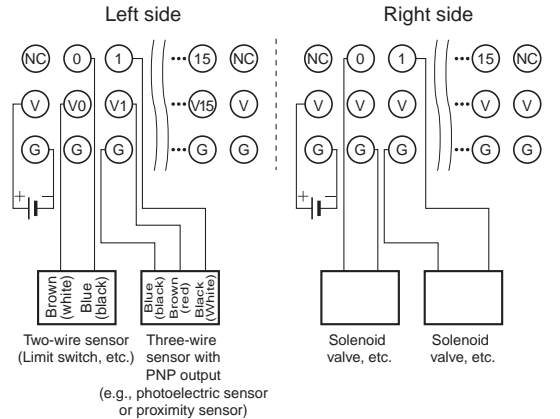 Left side
Right side
NC 0 1 ••• 15 NC
NC 0 1 ••• 15 NC
V V0 V1 ••• V15 V
V V V ••• V V
G G G ••• G G
G G G ••• G G
+ −
+ −
Brown
(white)
Blue
(black)
Blue
(black)
Brown
(red)
Black
(White)
Two-wire sensor
(Limit switch, etc.)
Three-wire
sensor with
PNP output
(e.g., photoelectric sensor
or proximity sensor)
Solenoid
valve, etc.
Solenoid
valve, etc.